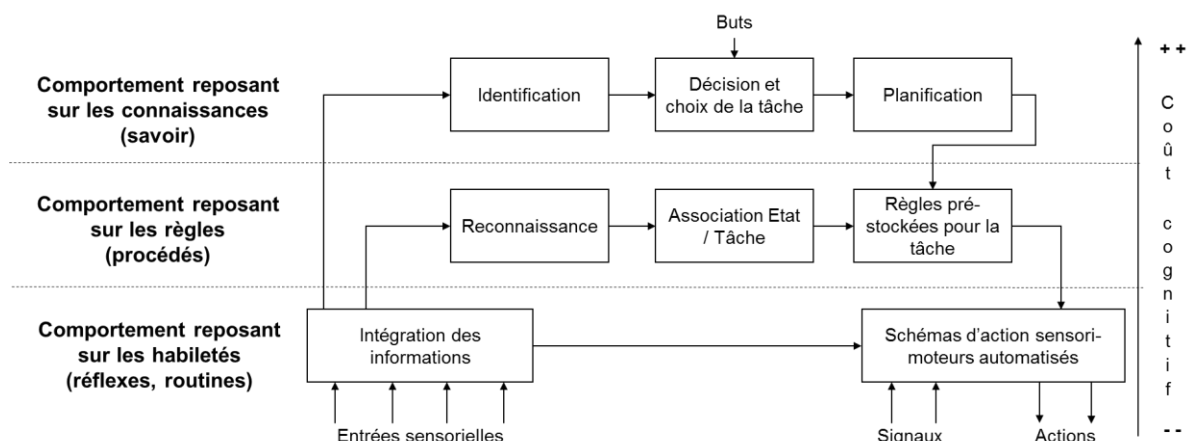 Buts
++
Comportement reposant
sur les connaissances
(savoir)
Identification
Décision et
choix de la tâche
Planification
Coût cognitif
Comportement reposant
sur les règles
(procédés)
Reconnaissance
Association Etat
/ Tâche
Règles pré-
stockées pour la
tâche
Comportement reposant
sur les habiletés
(réflexes, routines)
Intégration des
informations
Schémas d’action sensori-
moteurs automatisés
Entrées sensorielles
Signaux
Actions
--